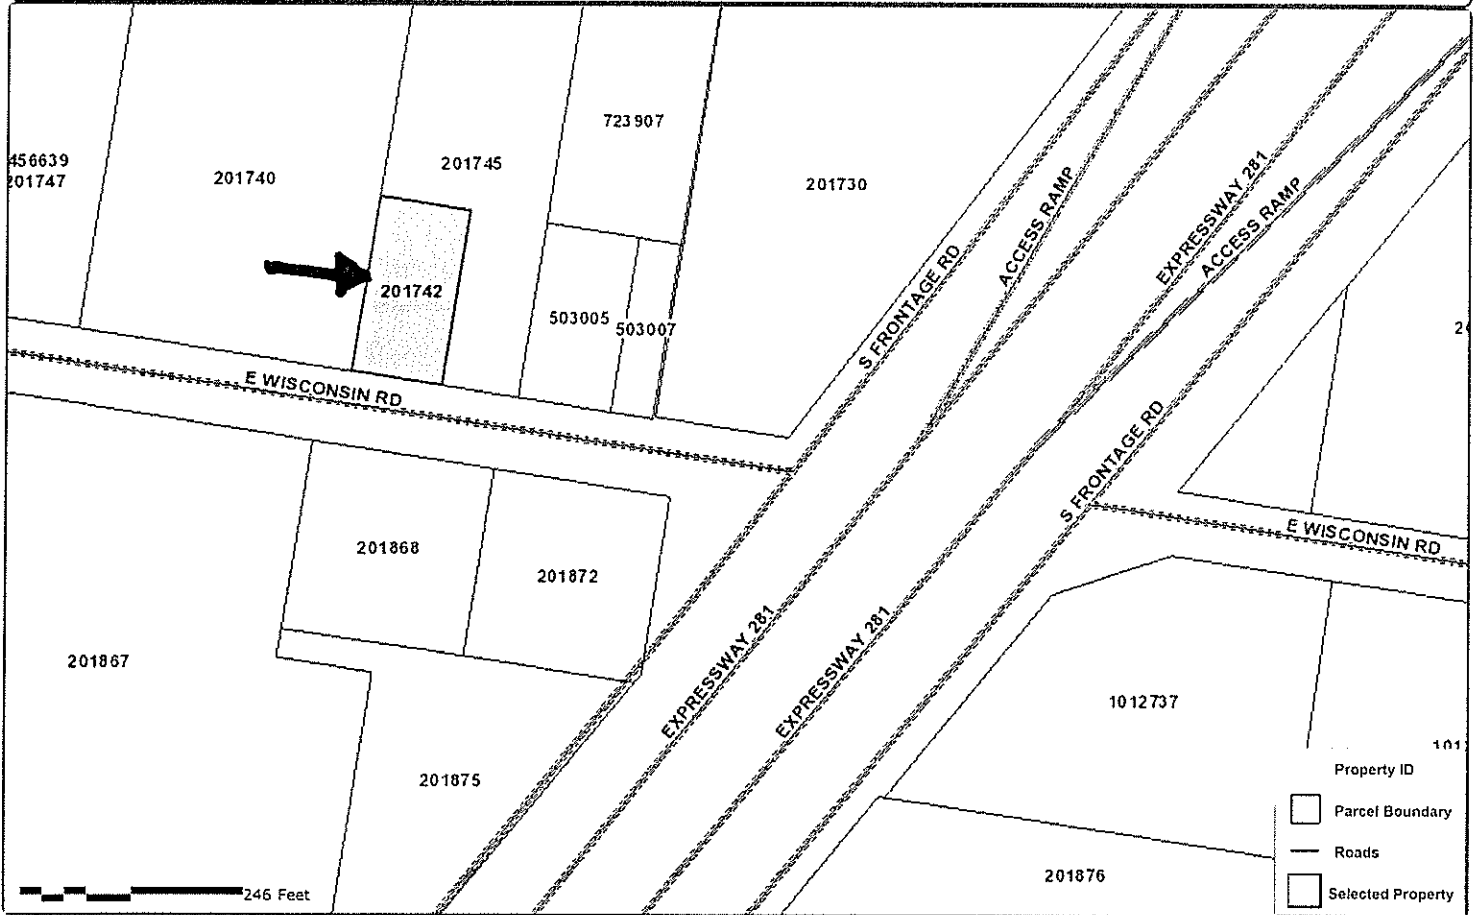 723907
456639
201747
201740
201745
201730
201742
503005
503007
S FRONTAGE RD
ACCESS RAMP
EXPRESSWAY 281
ACCESS RAMP
E WISCONSIN RD
S FRONTAGE RD
E WISCONSIN RD
201868
201872
201867
EXPRESSWAY 281
EXPRESSWAY 281
201875
1012737
201876
246 Feet
Property ID
Parcel Boundary
Roads
Selected Property